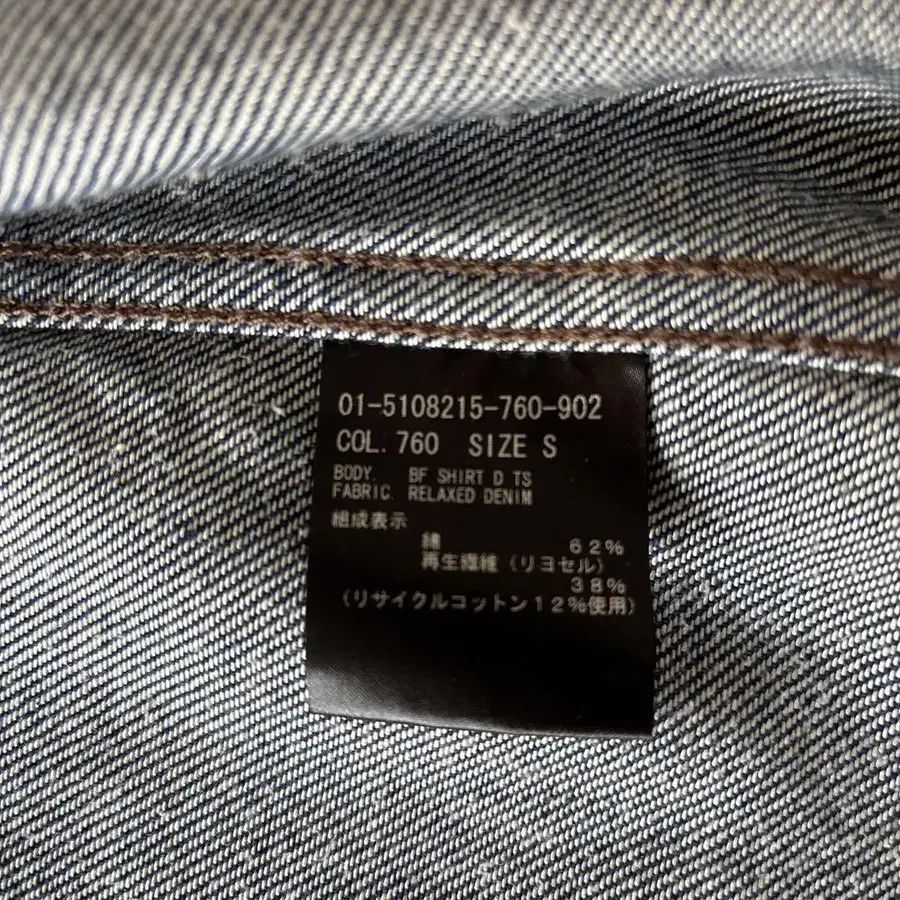 01-5108215-760-902
COL. 760 SIZE S
BODY. BF SHIRT D TS
FABRIC. RELAXED DENIM
組成表示
綿 62%
再生繊維(リヨセル)
38%
(リサイクルコットン12%使用)